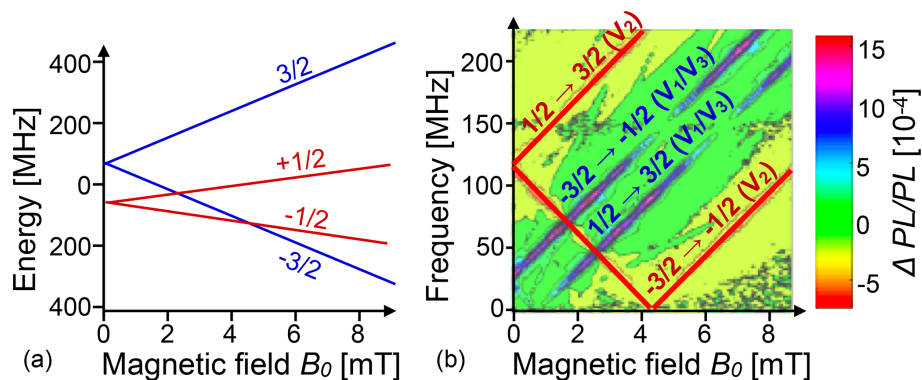 Energy [MHz]
400
200
0
200
400
3/2
+1/2
-1/2
-3/2
0 2 4 6 8
(a) Magnetic field B₀ [mT]
Frequency [MHz]
200
150
100
50
0
1/2 → 3/2 (V₂)
-3/2 → -1/2 (V₁/V₃)
1/2 → 3/2 (V₁/V₃)
-3/2 → -1/2 (V₂)
0 2 4 6 8
(b) Magnetic field B₀ [mT]
15
10
5
0
-5
Δ PL/PL [10⁻⁴]